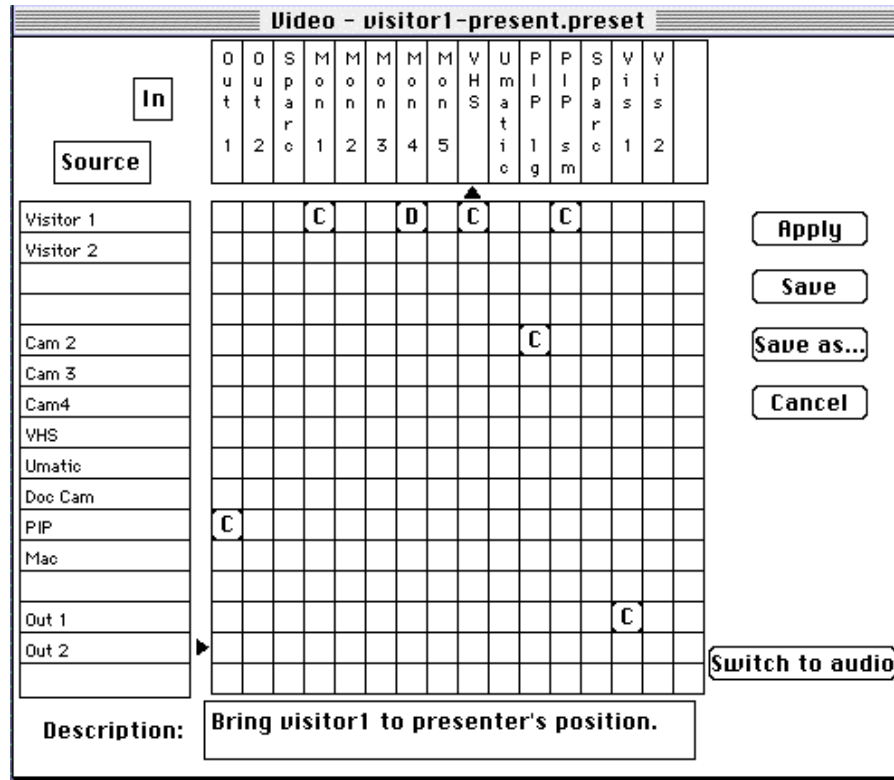 Video - visitor1-present.preset
In
Source
Out 1
Out 2
Sparc
Mon 1
Mon 2
Mon 3
Mon 4
Mon 5
VHS
Umatic
PIP lg
PIP sm
Sparc
Vis 1
Vis 2
Visitor 1
C
D
C
C
Apply
Visitor 2
Save
Cam 2
C
Save as...
Cam 3
Cam4
Cancel
VHS
Umatic
Doc Cam
PIP
C
Mac
Out 1
C
Out 2
Switch to audio
Description:
Bring visitor1 to presenter's position.